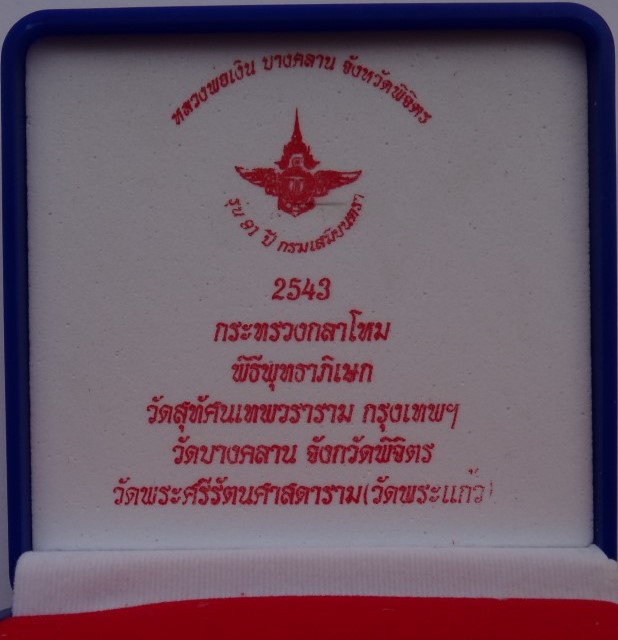 หลวงพ่อเงิน บางคลาน จังหวัดพิจิตร
รุ่น ๙๑ ปี กรมเสมียนตรา
2543
กระทรวงกลาโหม
พิธีพุทธาภิเษก
วัดสุทัศนเทพวราราม กรุงเทพฯ
วัดบางคลาน จังหวัดพิจิตร
วัดพระศรีรัตนศาสดาราม(วัดพระแก้ว)